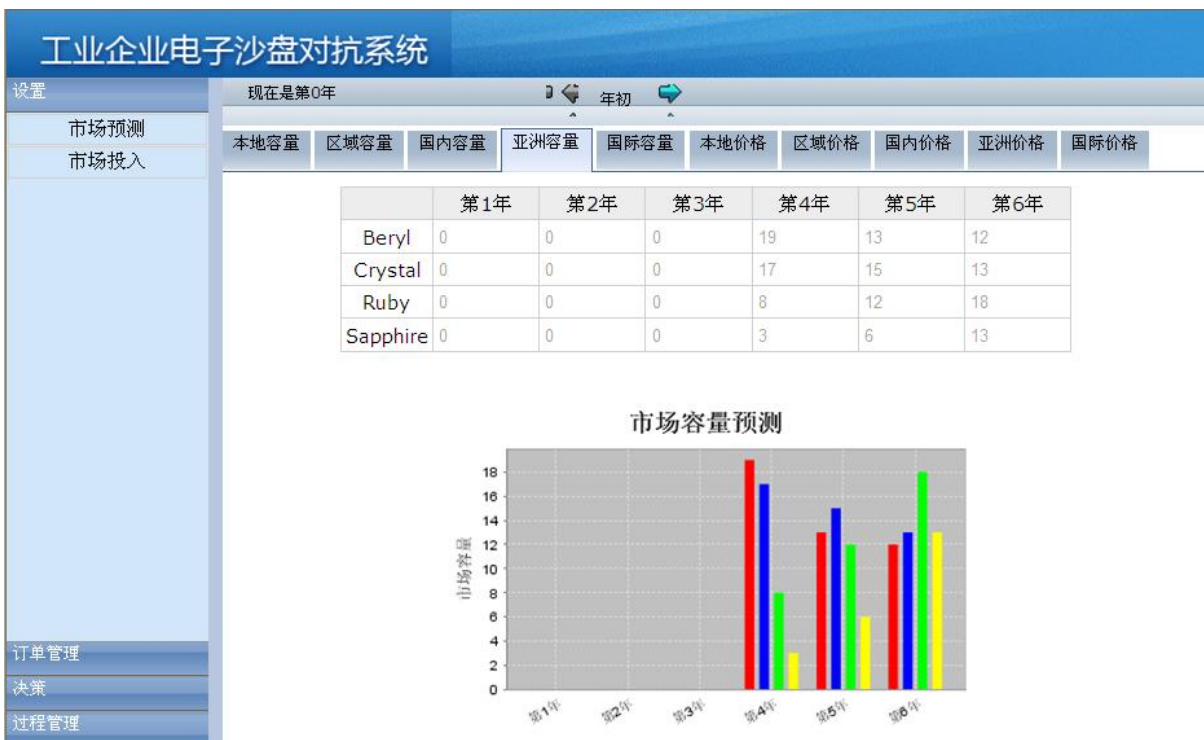 工业企业电子沙盘对抗系统
设置
现在是第0年 年初
市场预测
市场投入
本地容量 区域容量 国内容量 亚洲容量 国际容量 本地价格 区域价格 国内价格 亚洲价格 国际价格
第1年 第2年 第3年 第4年 第5年 第6年
Beryl 0 0 0 19 13 12
Crystal 0 0 0 17 15 13
Ruby 0 0 0 8 12 18
Sapphire 0 0 0 3 6 13
市场容量预测
市场容量
18
16
14
12
10
8
6
4
2
0
第1年 第2年 第3年 第4年 第5年 第6年
订单管理
决策
过程管理